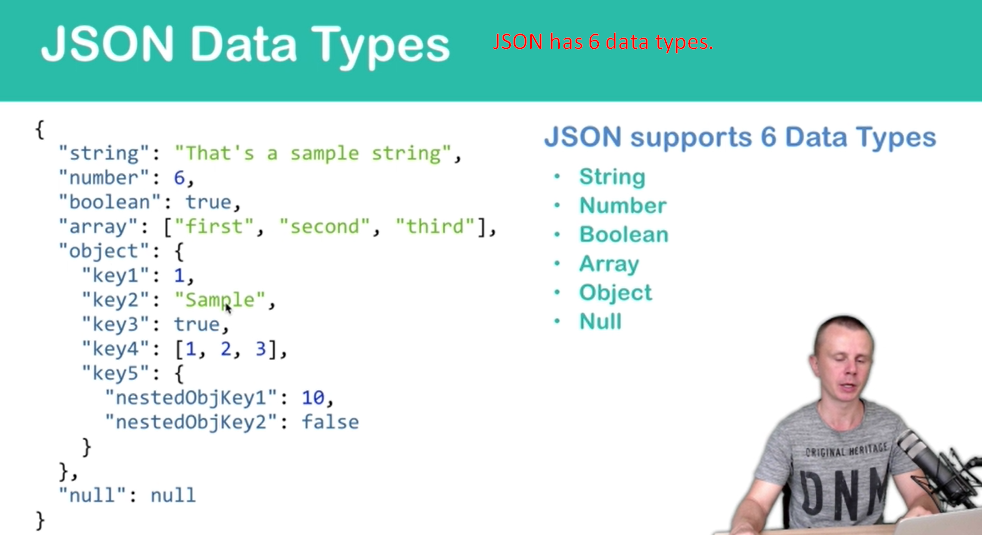 JSON Data Types
JSON has 6 data types.
{
"string": "That's a sample string",
"number": 6,
"boolean": true,
"array": ["first", "second", "third"],
"object": {
"key1": 1,
"key2": "Sample",
"key3": true,
"key4": [1, 2, 3],
"key5": {
"nestedObjKey1": 10,
"nestedObjKey2": false
}
},
"null": null
}
JSON supports 6 Data Types
• String
• Number
• Boolean
• Array
• Object
• Null
ORIGINAL HERITAGE
DNM